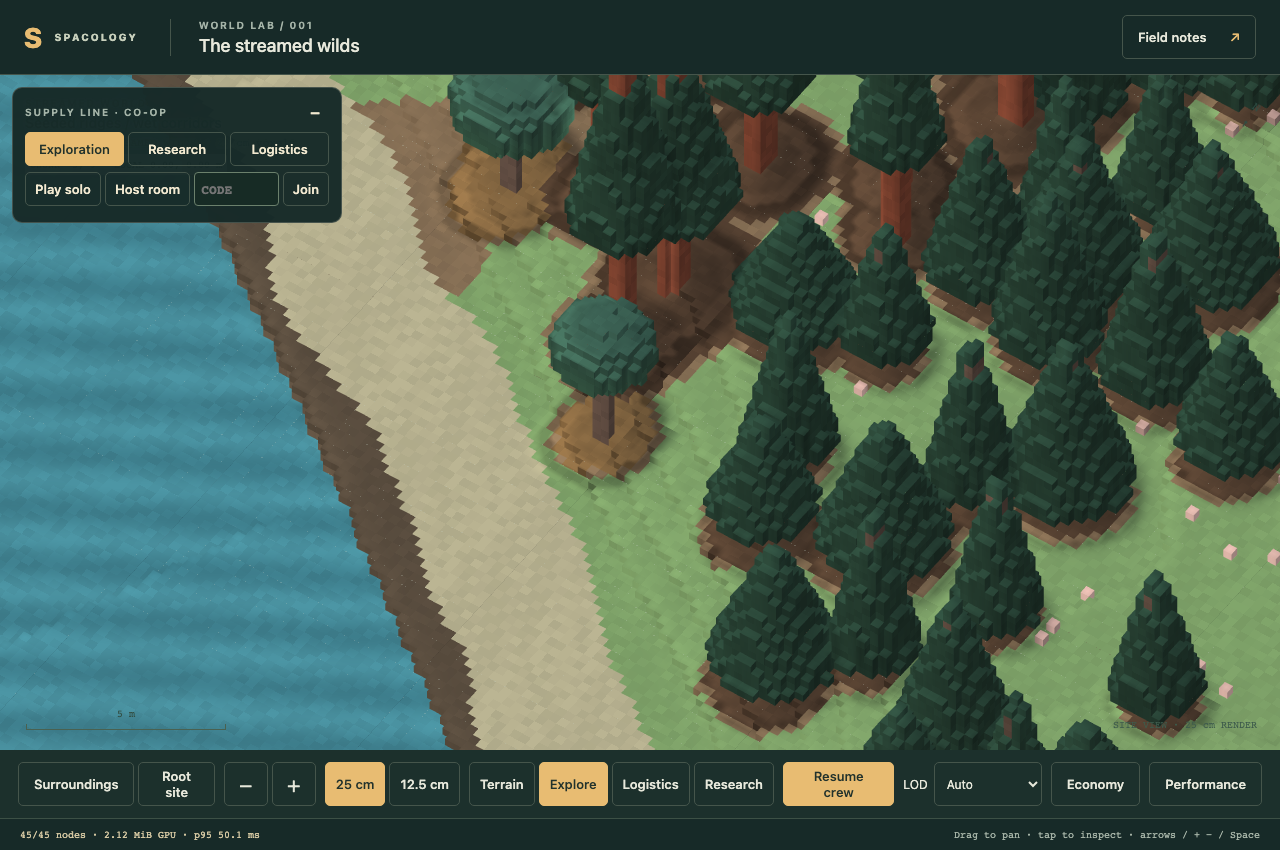 S SPACOLOGY
WORLD LAB / 001
The streamed wilds
Field notes ↗
SUPPLY LINE · CO-OP −
Exploration Research Logistics
Play solo Host room CODE Join
5 m
cm RENDER
Surroundings Root site − + 25 cm 12.5 cm Terrain Explore Logistics Research Resume crew LOD Auto Economy Performance
45/45 nodes · 2.12 MiB GPU · p95 50.1 ms
Drag to pan · tap to inspect · arrows / + − / Space